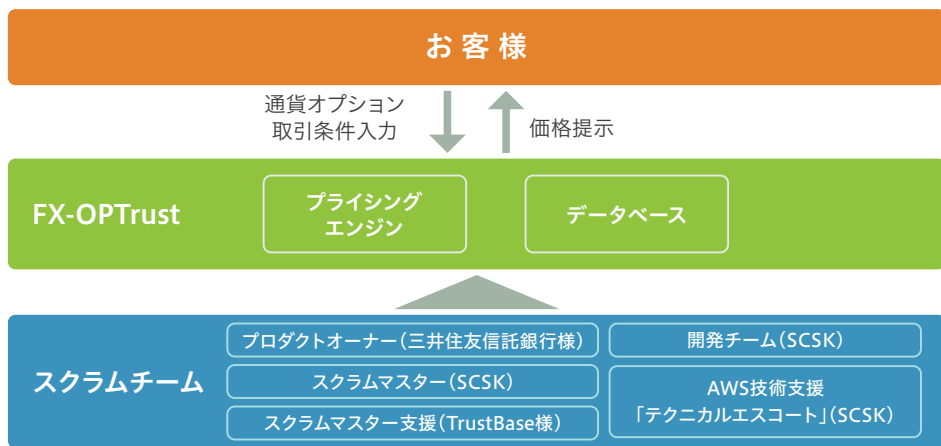 お客様
通貨オプション
取引条件入力
価格提示
FX-OPTrust
プライシング
エンジン
データベース
スクラムチーム
プロダクトオーナー(三井住友信託銀行様)
スクラムマスター(SCSK)
スクラムマスター支援(TrustBase様)
開発チーム(SCSK)
AWS技術支援
「テクニカルエスコート」(SCSK)